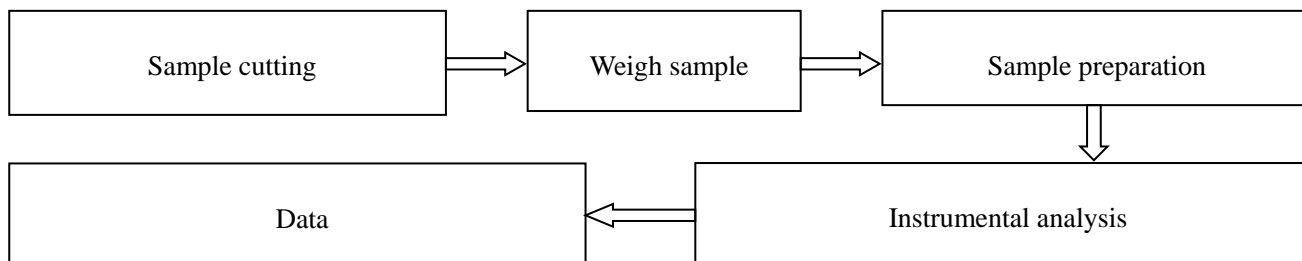 Sample cutting
Weigh sample
Sample preparation
Instrumental analysis
Data